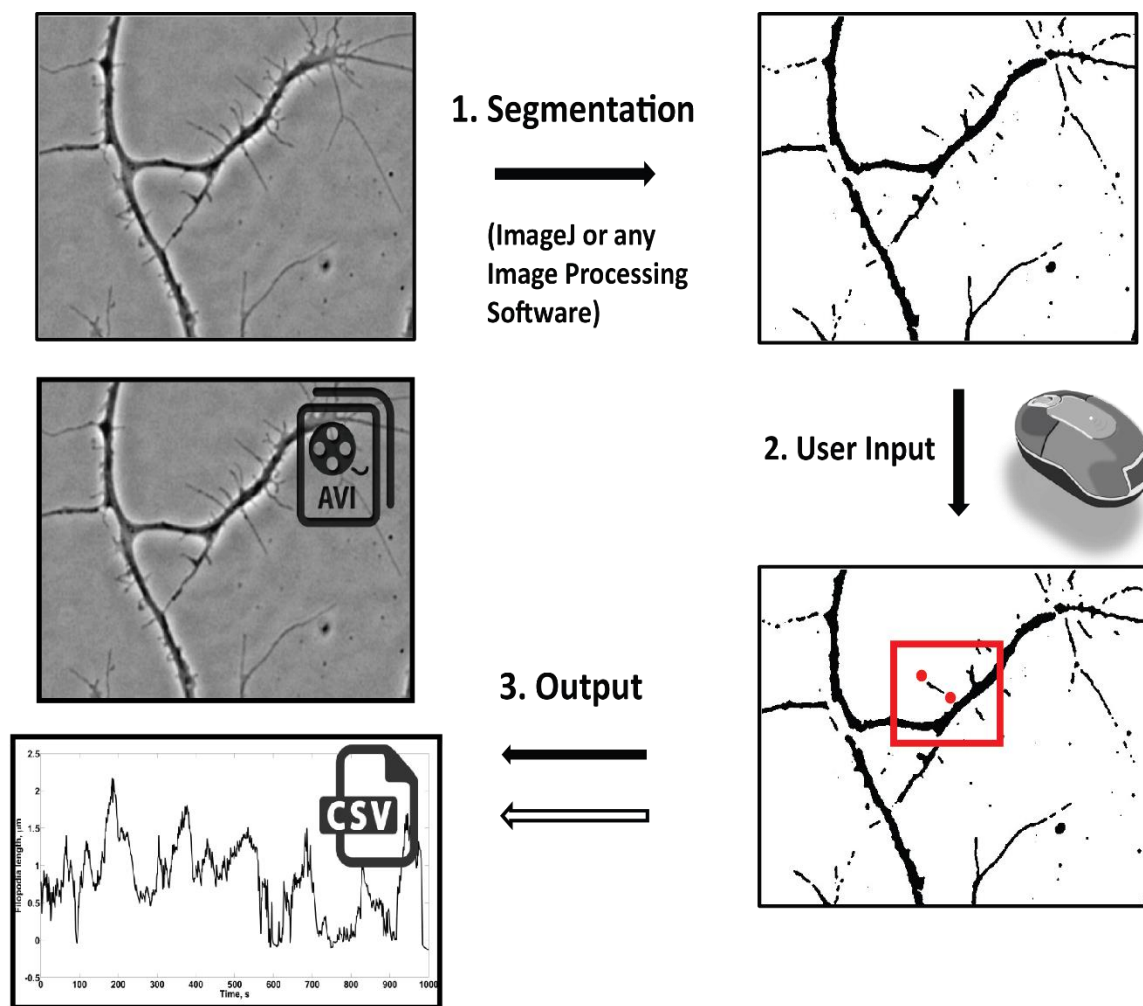 1. Segmentation
(ImageJ or any
Image Processing
Software)
2. User Input
AVI
3. Output
CSV
2.5
2
1.5
1
0.5
0
-0.5
Filopodia length, μm
0
100
200
300
400
500
600
700
800
900
1000
Time, s